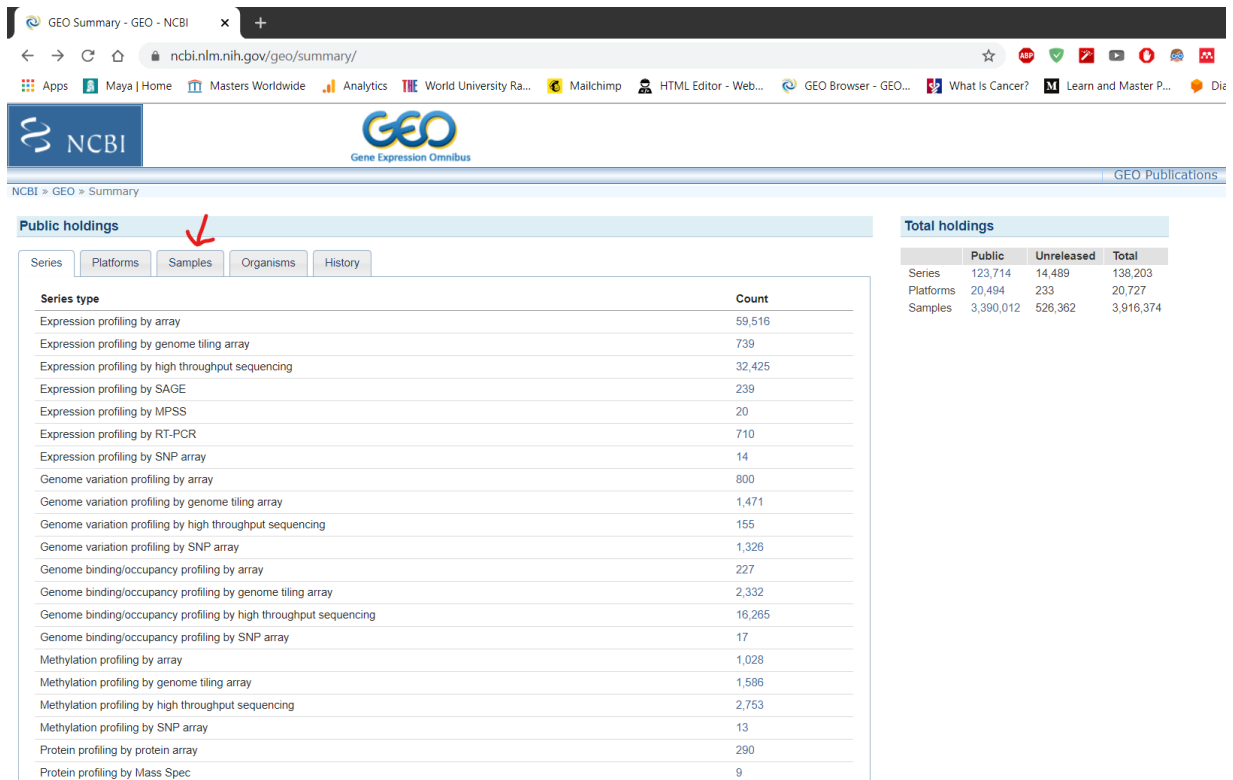 GEO Summary - GEO - NCBI
ncbi.nlm.nih.gov/geo/summary/
ABP
Apps Maya | Home Masters Worldwide Analytics THE World University Ra... Mailchimp HTML Editor - Web... GEO Browser - GEO... What Is Cancer? M Learn and Master P... Dia
NCBI
GEO
Gene Expression Omnibus
GEO Publications
NCBI » GEO » Summary
Public holdings
Series Platforms Samples Organisms History
Series type Count
Expression profiling by array 59,516
Expression profiling by genome tiling array 739
Expression profiling by high throughput sequencing 32,425
Expression profiling by SAGE 239
Expression profiling by MPSS 20
Expression profiling by RT-PCR 710
Expression profiling by SNP array 14
Genome variation profiling by array 800
Genome variation profiling by genome tiling array 1,471
Genome variation profiling by high throughput sequencing 155
Genome variation profiling by SNP array 1,326
Genome binding/occupancy profiling by array 227
Genome binding/occupancy profiling by genome tiling array 2,332
Genome binding/occupancy profiling by high throughput sequencing 16,265
Genome binding/occupancy profiling by SNP array 17
Methylation profiling by array 1,028
Methylation profiling by genome tiling array 1,586
Methylation profiling by high throughput sequencing 2,753
Methylation profiling by SNP array 13
Protein profiling by protein array 290
Protein profiling by Mass Spec 9
Total holdings
Public Unreleased Total
Series 123,714 14,489 138,203
Platforms 20,494 233 20,727
Samples 3,390,012 526,362 3,916,374